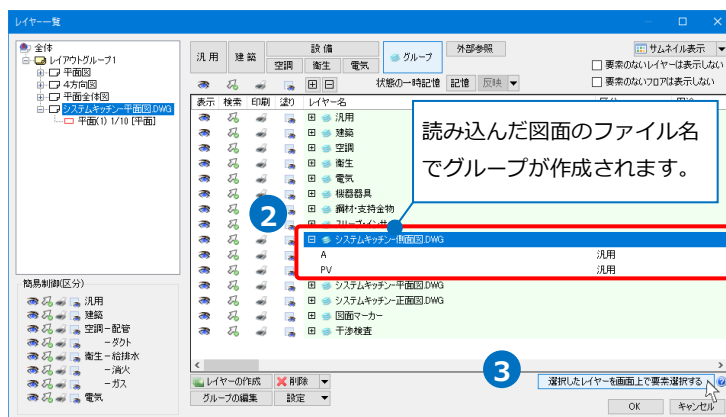 レイヤー一覧
全体
レイアウトグループ1
平面図
4方向図
平面全体図
システムキッチン-平面図.DWG
平面(1) 1/10 [平面]
簡易制御(区分)
汎用
建築
空調－配管
－ダクト
衛生－給排水
－消火
－ガス
電気
汎用
建築
設備
空調
衛生
電気
グループ
外部参照
サムネイル表示
要素のないレイヤーは表示しない
要素のないフロアは表示しない
状態の一時記憶
記憶
反映
表示 検索 印刷 塗り レイヤー名
汎用
建築
空調
衛生
電気
機器器具
鋼材・支持金物
システムキッチン-側面図.DWG
A 汎用
PV 汎用
システムキッチン-平面図.DWG
システムキッチン-正面図.DWG
図面マーカー
干渉検査
読み込んだ図面のファイル名
でグループが作成されます。
2
3
レイヤーの作成
削除
グループの編集
設定
選択したレイヤーを画面上で要素選択する
OK
キャンセル